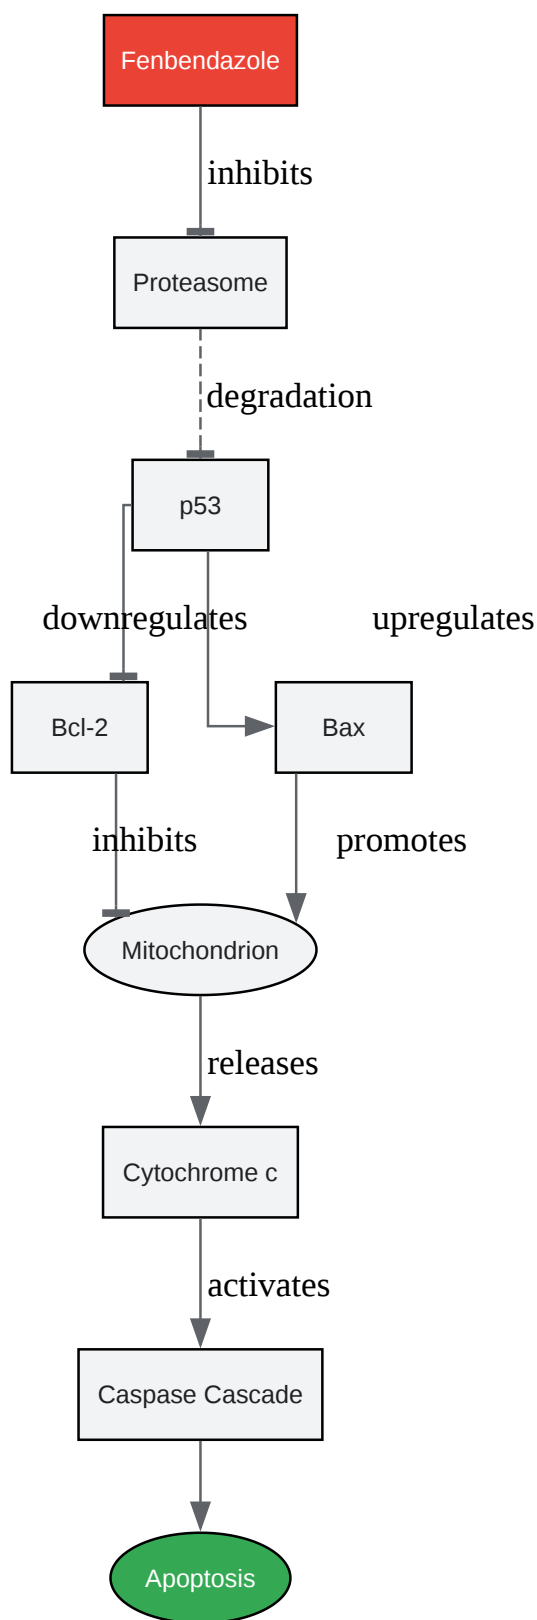 Fenbendazole
inhibits
Proteasome
degradation
p53
downregulates
upregulates
Bcl-2
Bax
inhibits
promotes
Mitochondrion
releases
Cytochrome c
activates
Caspase Cascade
Apoptosis